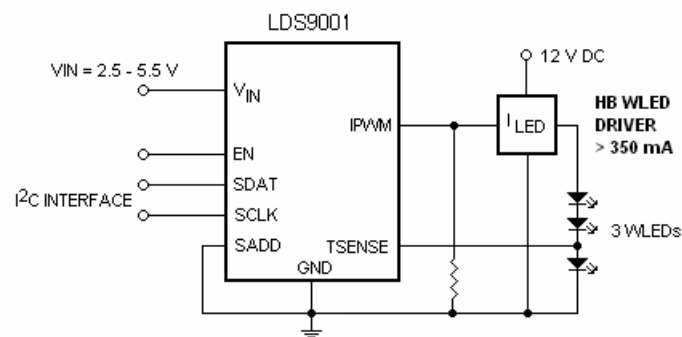 LDS9001
VIN = 2.5 - 5.5 V
VIN
IPWM
EN
SDAT
I2C INTERFACE
SCLK
SADD
TSENSE
GND
12 V DC
ILED
HB WLED
DRIVER
> 350 mA
3 WLEDs